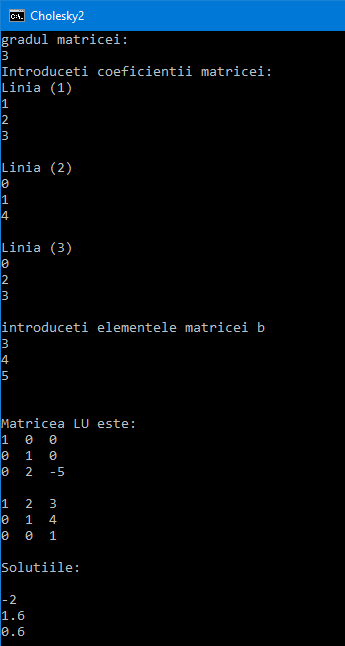 Cholesky2
gradul matricei:
3
Introduceti coeficientii matricei:
Linia (1)
1
2
3
Linia (2)
0
1
4
Linia (3)
0
2
3
introduceti elementele matricei b
3
4
5
Matricea LU este:
1 0 0
0 1 0
0 2 -5
1 2 3
0 1 4
0 0 1
Solutiile:
-2
1.6
0.6